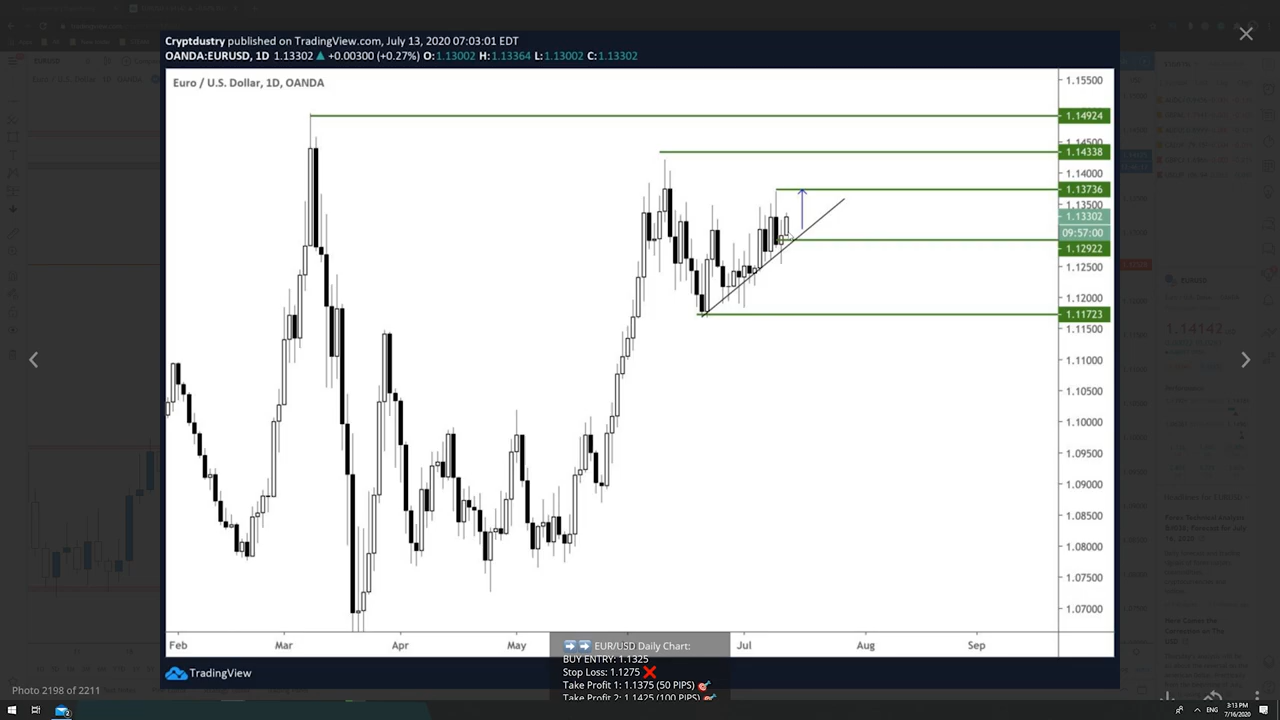 Cryptdustry published on TradingView.com, July 13, 2020 07:03:01 EDT
OANDA:EURUSD, 1D 1.13302 ▲ +0.00300 (+0.27%) O:1.13002 H:1.13364 L:1.13002 C:1.13302
Euro / U.S. Dollar, 1D, OANDA
1.15500
1.14924
1.14500
1.14338
1.14000
1.13736
1.13500
1.13302
09:57:00
1.12922
1.12500
1.12000
1.11723
1.11500
1.11000
1.10500
1.10000
1.09500
1.09000
1.08500
1.08000
1.07500
1.07000
Feb Mar Apr May Jul Aug Sep
➡️ ➡️ EUR/USD Daily Chart:
BUY ENTRY: 1.1325
Stop Loss: 1.1275 ❌
Take Profit 1: 1.1375 (50 PIPS) 🎯
Take Profit 2: 1.1425 (100 PIPS) 🎯
TradingView
Photo 2198 of 2211
1.14142
ENG
3:13 PM
7/16/2020